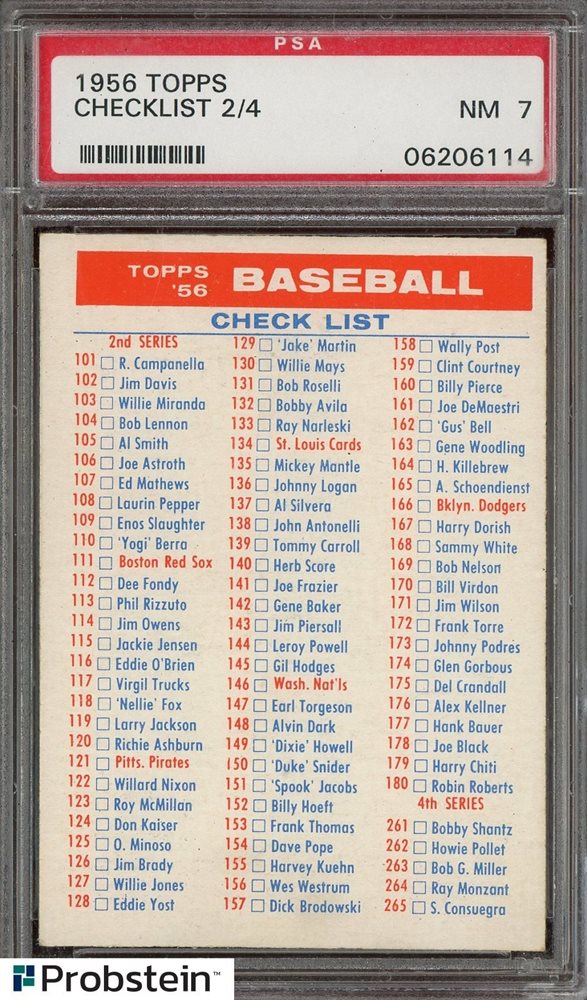 PSA
1956 TOPPS
CHECKLIST 2/4
NM 7
06206114
TOPPS
'56
BASEBALL
CHECK LIST
2nd SERIES
101 R. Campanella
102 Jim Davis
103 Willie Miranda
104 Bob Lennon
105 Al Smith
106 Joe Astroth
107 Ed Mathews
108 Laurin Pepper
109 Enos Slaughter
110 'Yogi' Berra
111 Boston Red Sox
112 Dee Fondy
113 Phil Rizzuto
114 Jim Owens
115 Jackie Jensen
116 Eddie O'Brien
117 Virgil Trucks
118 'Nellie' Fox
119 Larry Jackson
120 Richie Ashburn
121 Pitts. Pirates
122 Willard Nixon
123 Roy McMillan
124 Don Kaiser
125 O. Minoso
126 Jim Brady
127 Willie Jones
128 Eddie Yost
129 'Jake' Martin
130 Willie Mays
131 Bob Roselli
132 Bobby Avila
133 Ray Narleski
134 St. Louis Cards
135 Mickey Mantle
136 Johnny Logan
137 Al Silvera
138 John Antonelli
139 Tommy Carroll
140 Herb Score
141 Joe Frazier
142 Gene Baker
143 Jim Piersall
144 Leroy Powell
145 Gil Hodges
146 Wash. Nat'ls
147 Earl Torgeson
148 Alvin Dark
149 'Dixie' Howell
150 'Duke' Snider
151 'Spook' Jacobs
152 Billy Hoeft
153 Frank Thomas
154 Dave Pope
155 Harvey Kuehn
156 Wes Westrum
157 Dick Brodowski
158 Wally Post
159 Clint Courtney
160 Billy Pierce
161 Joe DeMaestri
162 'Gus' Bell
163 Gene Woodling
164 H. Killebrew
165 A. Schoendienst
166 Bklyn. Dodgers
167 Harry Dorish
168 Sammy White
169 Bob Nelson
170 Bill Virdon
171 Jim Wilson
172 Frank Torre
173 Johnny Podres
174 Glen Gorbous
175 Del Crandall
176 Alex Kellner
177 Hank Bauer
178 Joe Black
179 Harry Chiti
180 Robin Roberts
4th SERIES
261 Bobby Shantz
262 Howie Pollet
263 Bob G. Miller
264 Ray Monzant
265 S. Consuegra
Probstein™